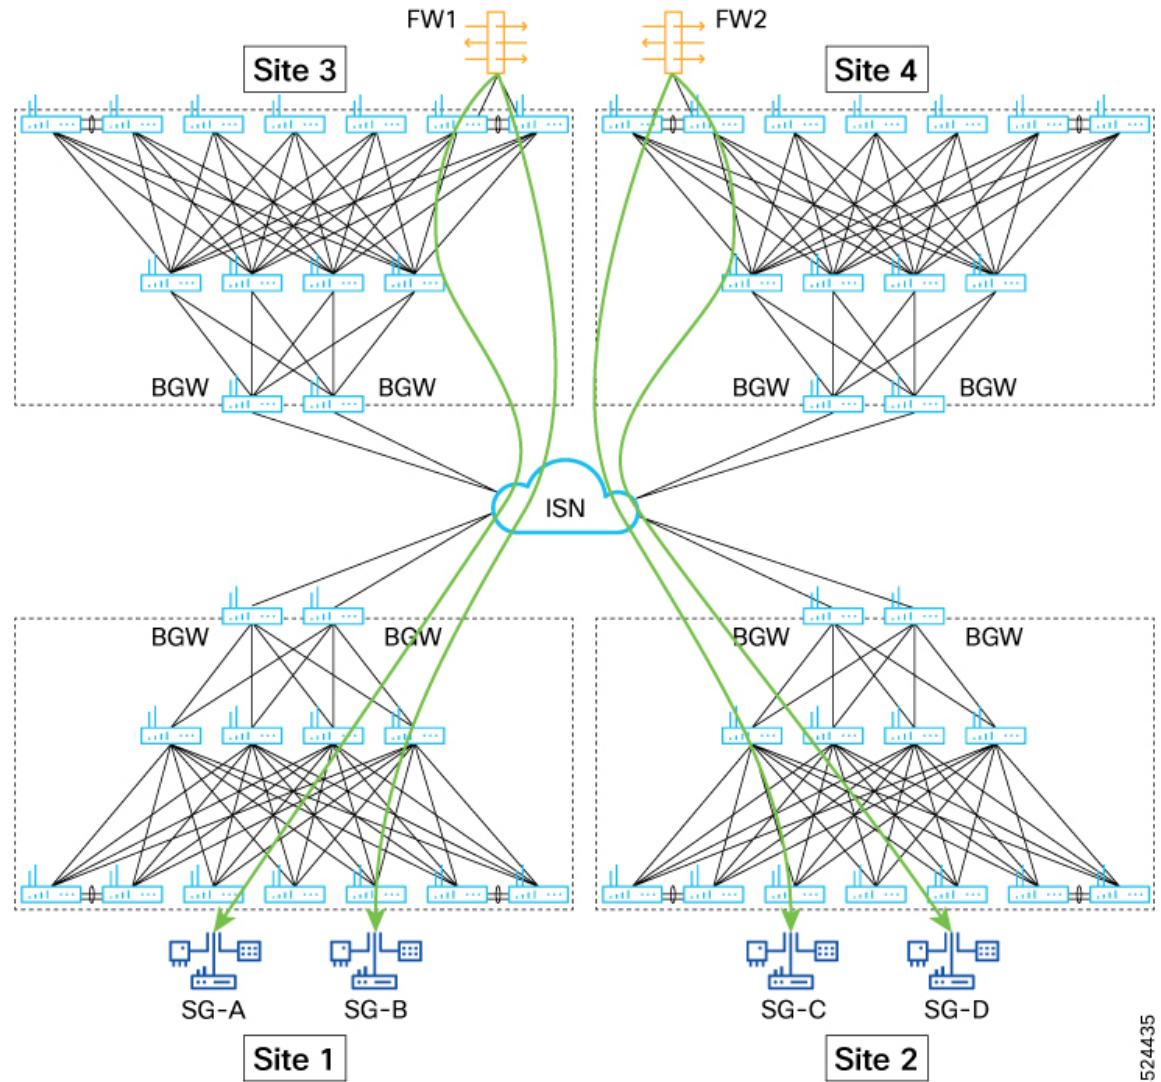 FW1
FW2
Site 3
Site 4
BGW
BGW
BGW
BGW
ISN
BGW
BGW
BGW
BGW
SG-A
SG-B
SG-C
SG-D
Site 1
Site 2
524435